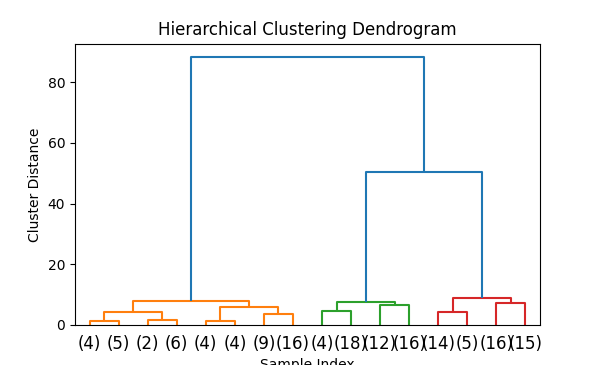 Hierarchical Clustering Dendrogram
80
60
40
20
0
Cluster Distance
(4) (5) (2) (6) (4) (4) (9) (16) (4) (18) (12) (16) (14) (5) (16) (15)
Sample Index